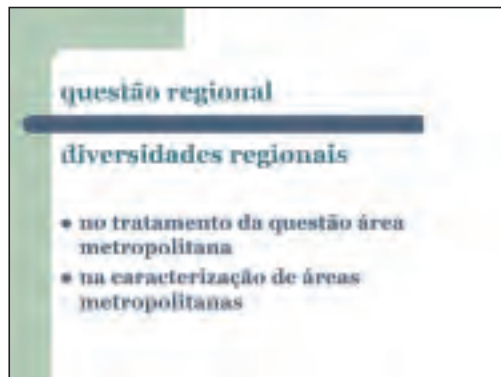 questão regional
diversidades regionais
• no tratamento da questão área
metropolitana
• na caracterização de áreas
metropolitanas